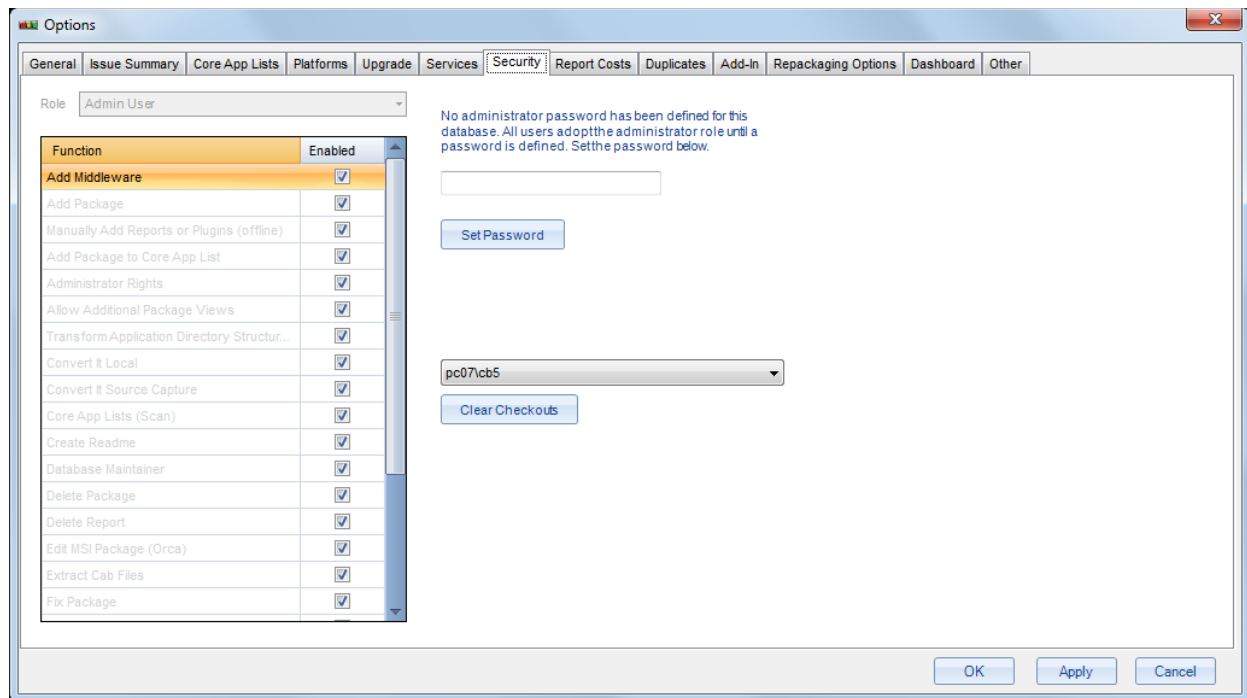 Options
General Issue Summary Core App Lists Platforms Upgrade Services Security Report Costs Duplicates Add-In Repackaging Options Dashboard Other
Role Admin User
Function Enabled
Add Middleware
Add Package
Manually Add Reports or Plugins (offline)
Add Package to Core App List
Administrator Rights
Allow Additional Package Views
Transform Application Directory Structur...
Convert It Local
Convert It Source Capture
Core App Lists (Scan)
Create Readme
Database Maintainer
Delete Package
Delete Report
Edit MSI Package (Orca)
Extract Cab Files
Fix Package
No administrator password has been defined for this
database. All users adoptthe administrator role until a
password is defined. Setthe password below.
Set Password
pc07\cb5
Clear Checkouts
OK Apply Cancel